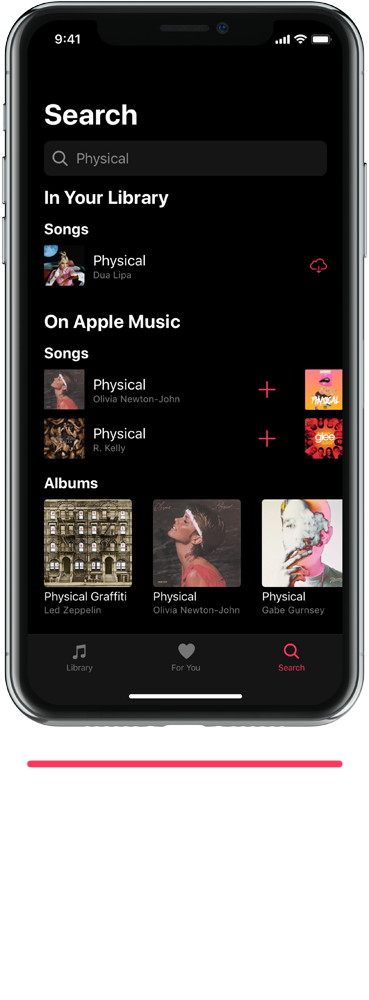 9:41
Search
Physical
In Your Library
Songs
Physical
Dua Lipa
On Apple Music
Songs
Physical
Olivia Newton-John
PHYSICAL
Physical
R. Kelly
glee
Albums
Physical Graffiti
Led Zeppelin
Physical
Olivia Newton-John
Physical
Gabe Gurnsey
Library
For You
Search